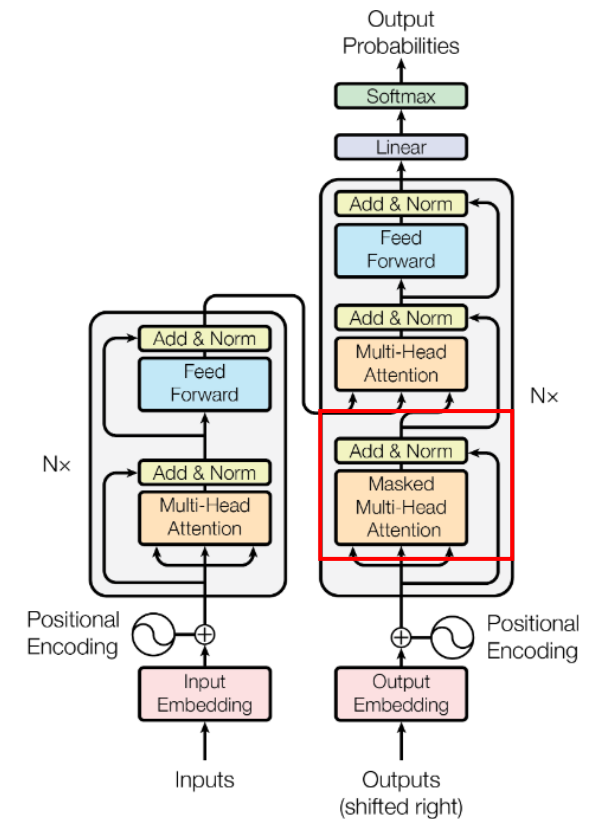 Output
Probabilities
Softmax
Linear
Add & Norm
Feed
Forward
Add & Norm
Multi-Head
Attention
Nx
Add & Norm
Masked
Multi-Head
Attention
Add & Norm
Feed
Forward
Nx
Add & Norm
Multi-Head
Attention
Positional
Encoding
Positional
Encoding
Input
Embedding
Output
Embedding
Inputs
Outputs
(shifted right)